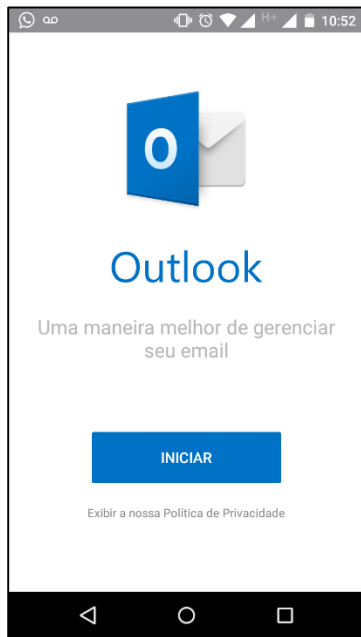 H+ 10:52
O
Outlook
Uma maneira melhor de gerenciar
seu email
INICIAR
Exibir a nossa Política de Privacidade